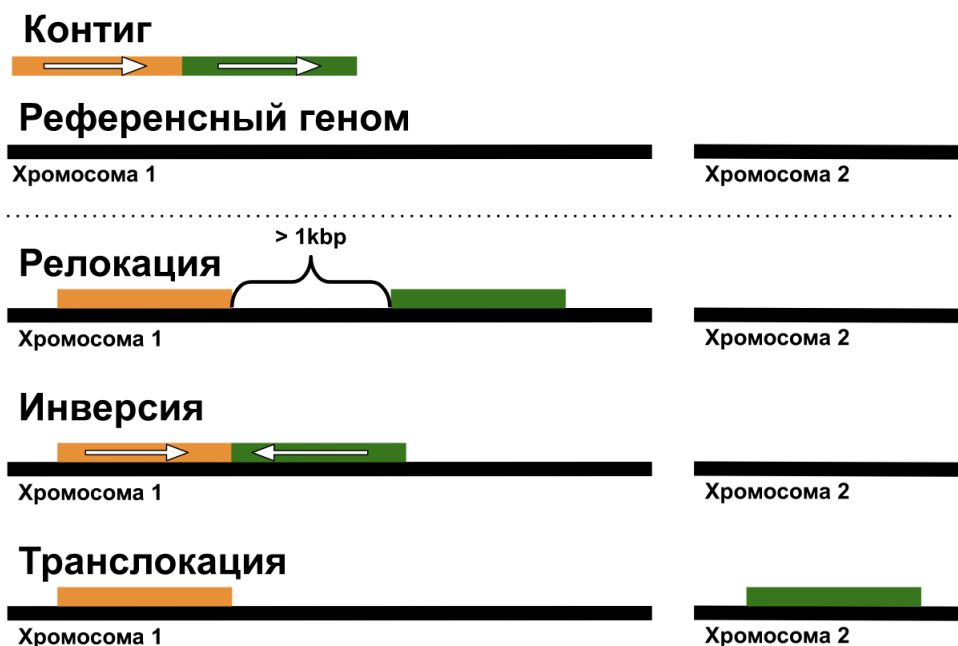 Контиг
Референсный геном
Хромосома 1
Хромосома 2
> 1kbp
Релокация
Хромосома 1
Хромосома 2
Инверсия
Хромосома 1
Хромосома 2
Транслокация
Хромосома 1
Хромосома 2